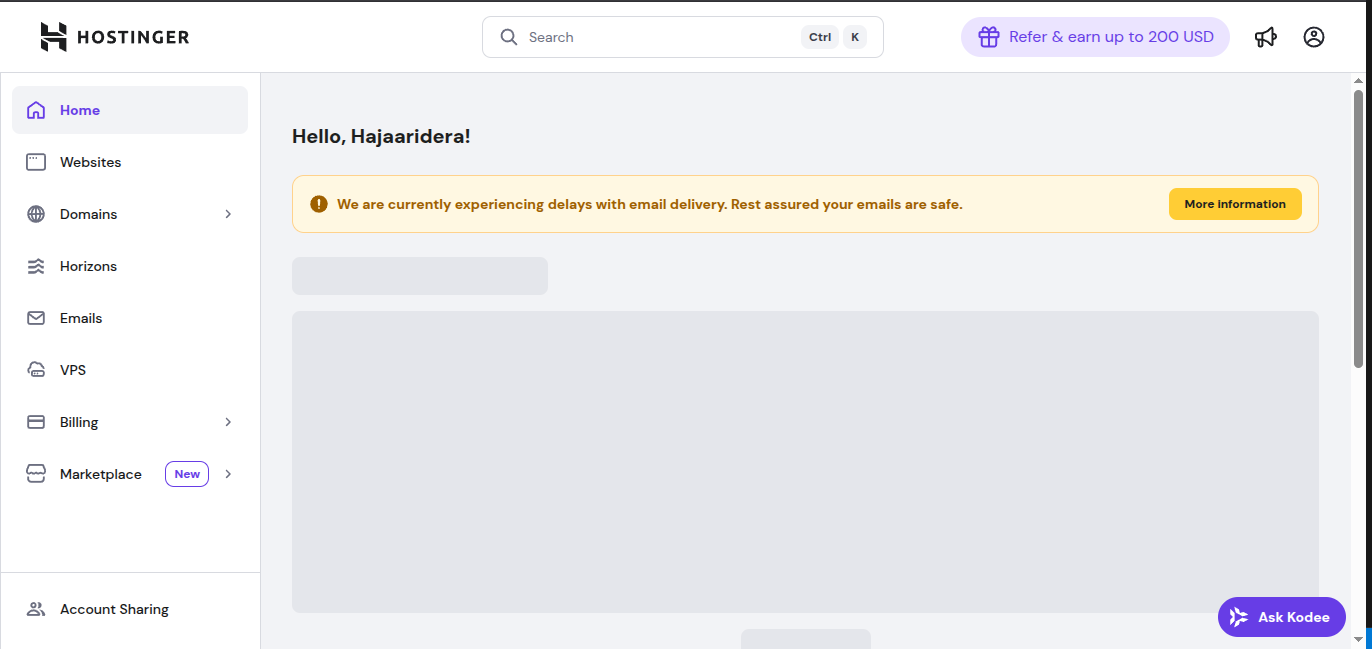 HOSTINGER
Search
Ctrl K
Refer & earn up to 200 USD
Home
Websites
Domains
Horizons
Emails
VPS
Billing
Marketplace New
Account Sharing
Hello, Hajaaridera!
We are currently experiencing delays with email delivery. Rest assured your emails are safe.
More information
Ask Kodee